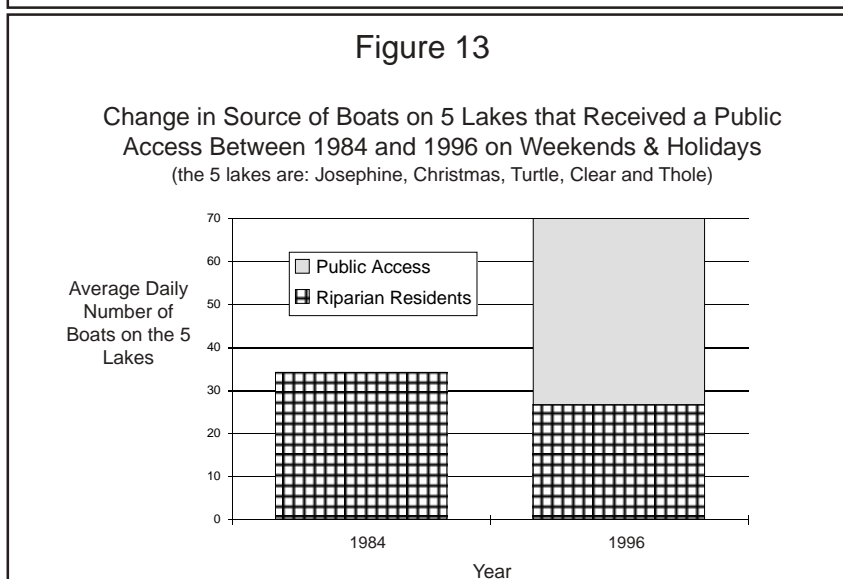 Figure 13
Change in Source of Boats on 5 Lakes that Received a Public
Access Between 1984 and 1996 on Weekends & Holidays
(the 5 lakes are: Josephine, Christmas, Turtle, Clear and Thole)
Average Daily
Number of
Boats on the 5
Lakes
70
60
50
40
30
20
10
0
Public Access
Riparian Residents
1984
1996
Year